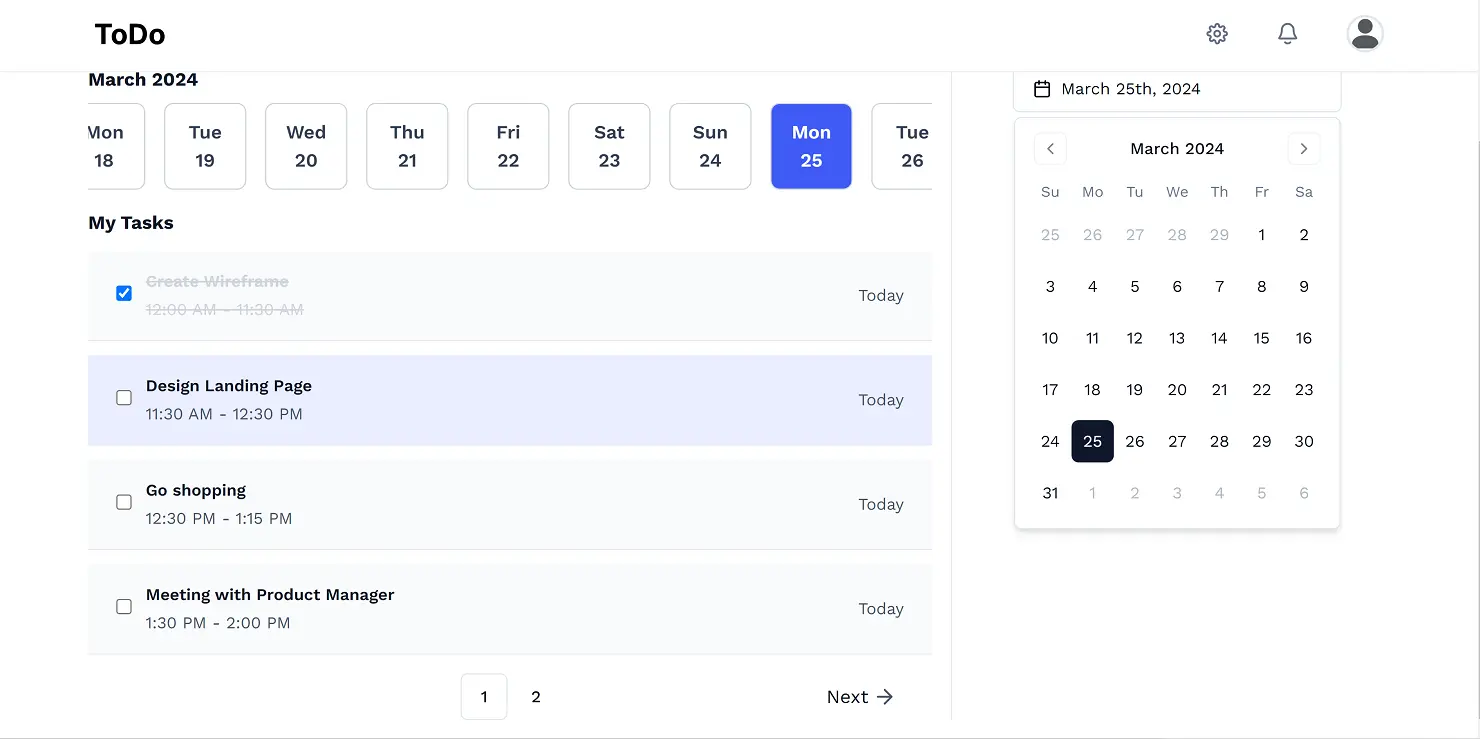 ToDo
March 2024
Mon Tue Wed Thu Fri Sat Sun Mon Tue
18 19 20 21 22 23 24 25 26
My Tasks
Create Wireframe
12:00 AM - 11:30 AM
Today
Design Landing Page
11:30 AM - 12:30 PM
Today
Go shopping
12:30 PM - 1:15 PM
Today
Meeting with Product Manager
1:30 PM - 2:00 PM
Today
1 2 Next
March 25th, 2024
March 2024
Su Mo Tu We Th Fr Sa
25 26 27 28 29 1 2
3 4 5 6 7 8 9
10 11 12 13 14 15 16
17 18 19 20 21 22 23
24 25 26 27 28 29 30
31 1 2 3 4 5 6